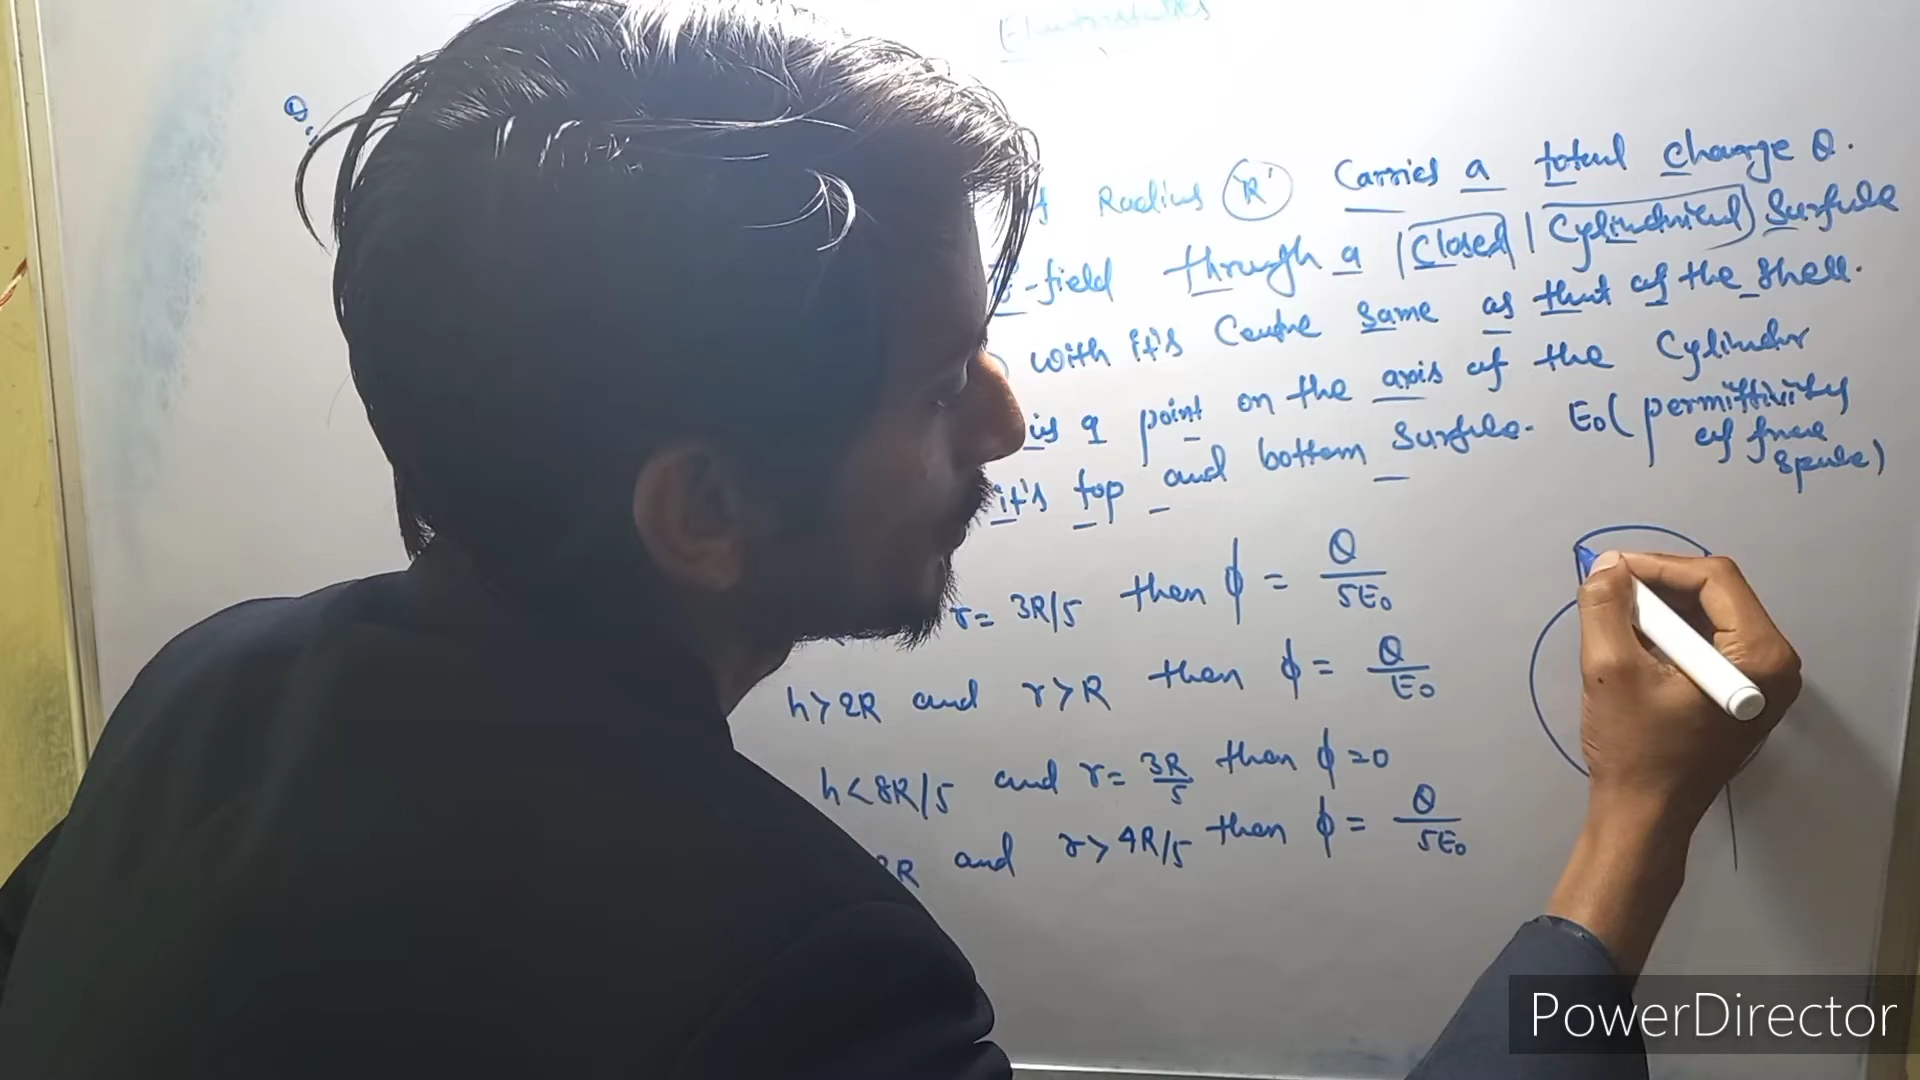 Electrostatics
Q.
of Radius 'R' Carries a total charge Q.
-field through a |Closed| Cylindrical) Surface
with it's Centre same as that of the shell.
is a point on the axis of the Cylinder
it's top and bottom Surface. E0 (permittivity
of free
space)
r = 3R/5 then ϕ = Q/5E0
h > 2R and r > R then ϕ = Q/E0
h < 8R/5 and r = 3R/5 then ϕ = 0
2R and r > 4R/5 then ϕ = Q/5E0
PowerDirector